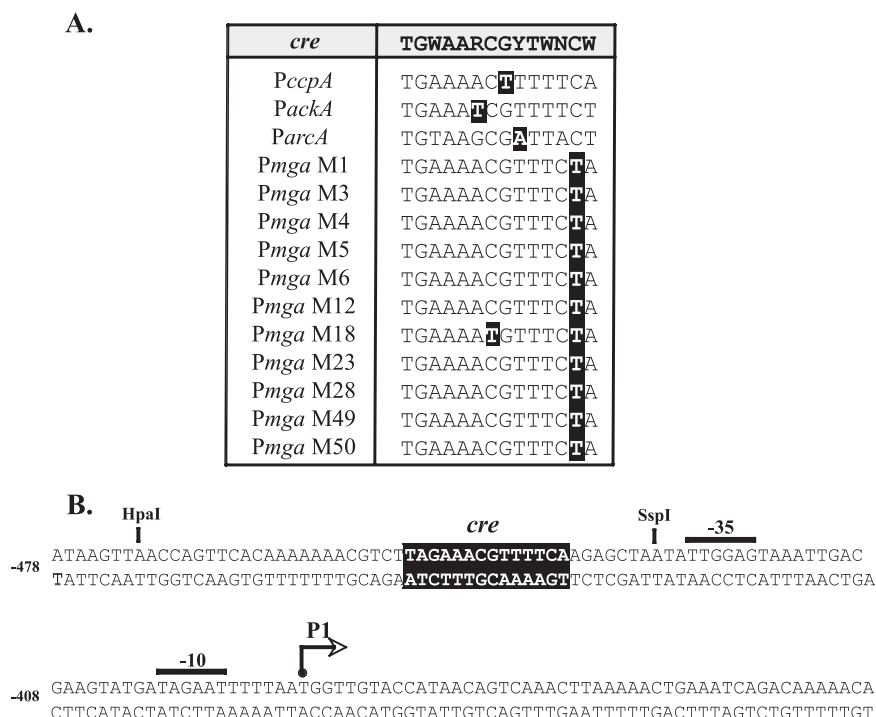 A.
cre TGWAARCGYTWNCW
PccpA TGAAAACTTTTTCA
PackA TGAAATCGTTTTCT
ParcA TGTAAGCGATTACT
Pmga M1 TGAAAACGTTTCTA
Pmga M3 TGAAAACGTTTCTA
Pmga M4 TGAAAACGTTTCTA
Pmga M5 TGAAAACGTTTCTA
Pmga M6 TGAAAACGTTTCTA
Pmga M12 TGAAAACGTTTCTA
Pmga M18 TGAAAATGTTTCTA
Pmga M23 TGAAAACGTTTCTA
Pmga M28 TGAAAACGTTTCTA
Pmga M49 TGAAAACGTTTCTA
Pmga M50 TGAAAACGTTTCTA
B.
HpaI cre SspI -35
ATAAGTTAACCAGTTCACAAAAAAACGTCTTAGAAACGTTTTCAAGAGCTAATATTGGAGTAAATTGAC
-478
TATTCAATTGGTCAAGTGTTTTTTTGCAGAATCTTTGCAAAAGTTCTCGATTATAACCTCATTTAACTGA
-10 P1
GAAGTATGATAGAATTTTTAATGGTTGTACCATAACAGTCAAACTTAAAAACTGAAATCAGACAAAAACA
-408
CTTCATACTATCTTAAAAATTACCAACATGGTATTGTCAGTTTGAATTTTTGACTTTAGTCTGTTTTTGT